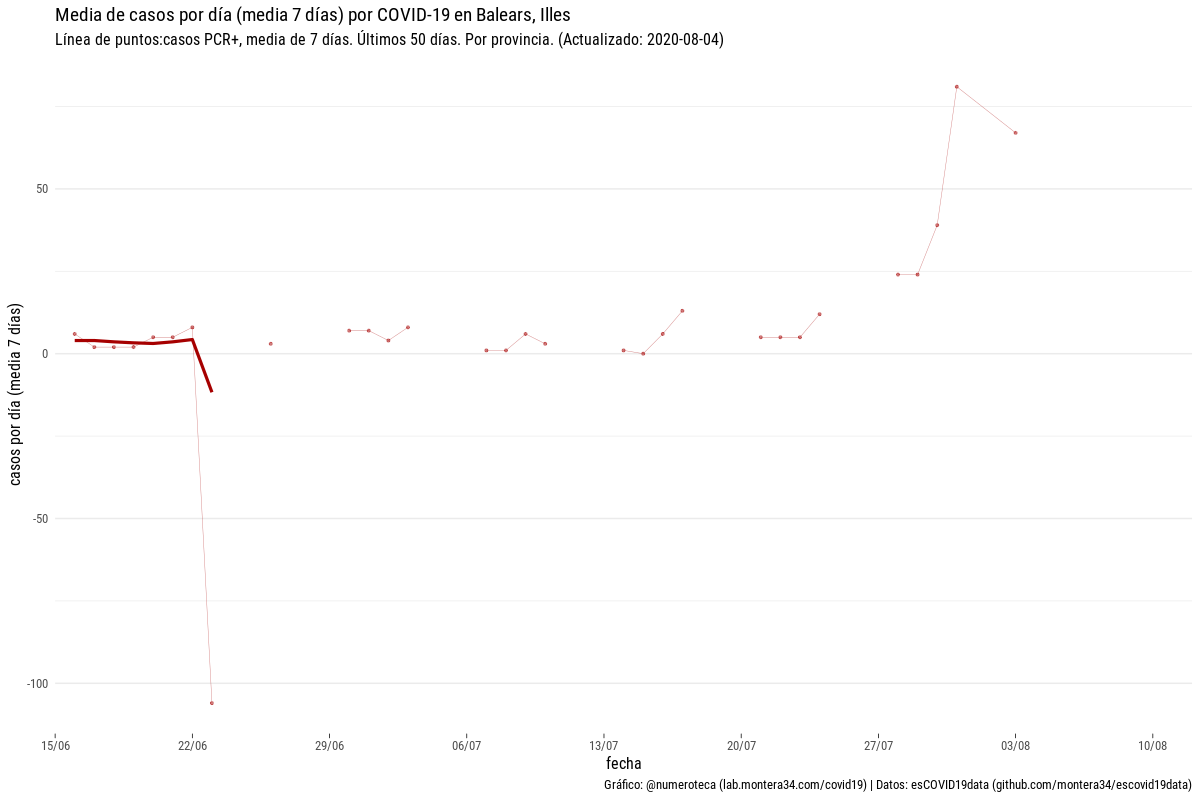 Media de casos por día (media 7 días) por COVID-19 en Balears, Illes
Línea de puntos:casos PCR+, media de 7 días. Últimos 50 días. Por provincia. (Actualizado: 2020-08-04)
casos por día (media 7 días)
50
0
-50
-100
15/06 22/06 29/06 06/07 13/07 20/07 27/07 03/08 10/08
fecha
Gráfico: @numeroteca (lab.montera34.com/covid19) | Datos: esCOVID19data (github.com/montera34/escovid19data)